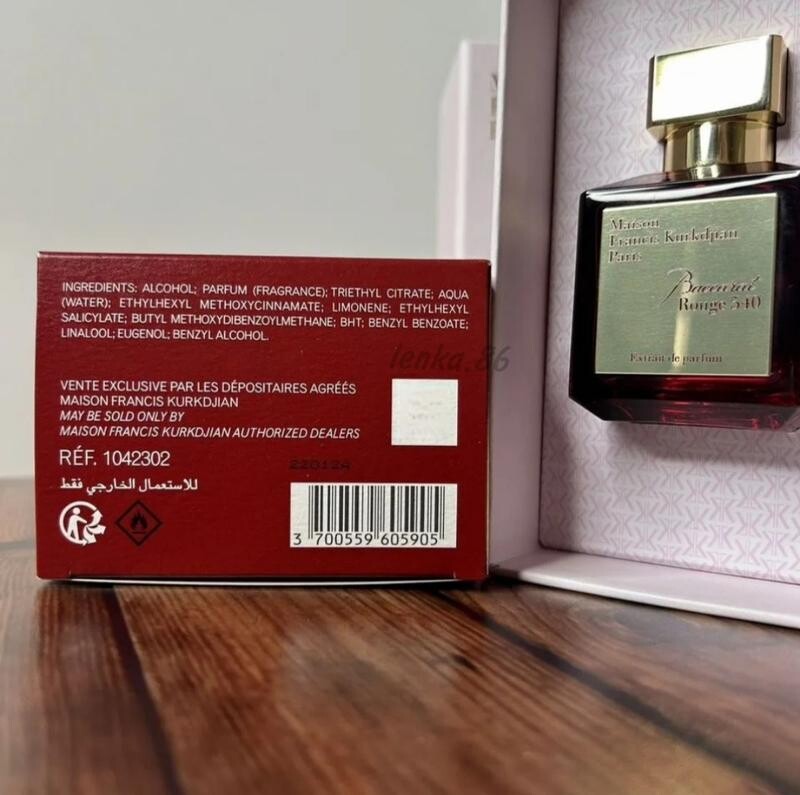 INGREDIENTS: ALCOHOL; PARFUM (FRAGRANCE); TRIETHYL CITRATE; AQUA
(WATER); ETHYLHEXYL METHOXYCINNAMATE; LIMONENE; ETHYLHEXYL
SALICYLATE; BUTYL METHOXYDIBENZOYLMETHANE; BHT; BENZYL BENZOATE;
LINALOOL; EUGENOL; BENZYL ALCOHOL.
lenka.86
VENTE EXCLUSIVE PAR LES DÉPOSITAIRES AGRÉÉS
MAISON FRANCIS KURKDJIAN
MAY BE SOLD ONLY BY
MAISON FRANCIS KURKDJIAN AUTHORIZED DEALERS
RÉF. 1042302
22012A
للاستعمال الخارجي فقط
3 700559 605905
Maison
Francis Kurkdjian
Paris
Baccarat
Rouge 540
Extrait de parfum